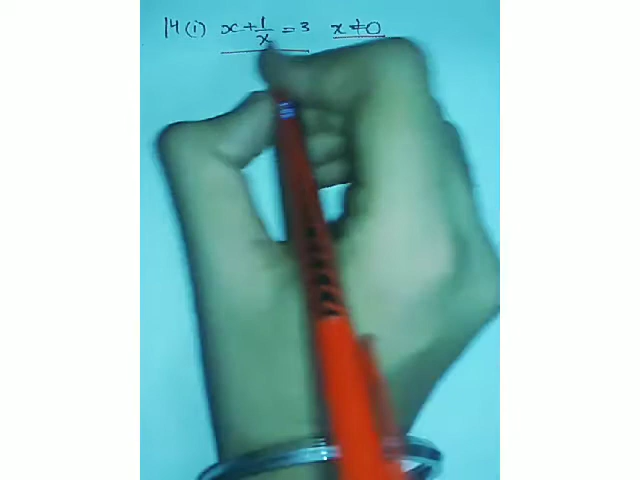 14(i) x + 1/x = 3 x ≠ 0